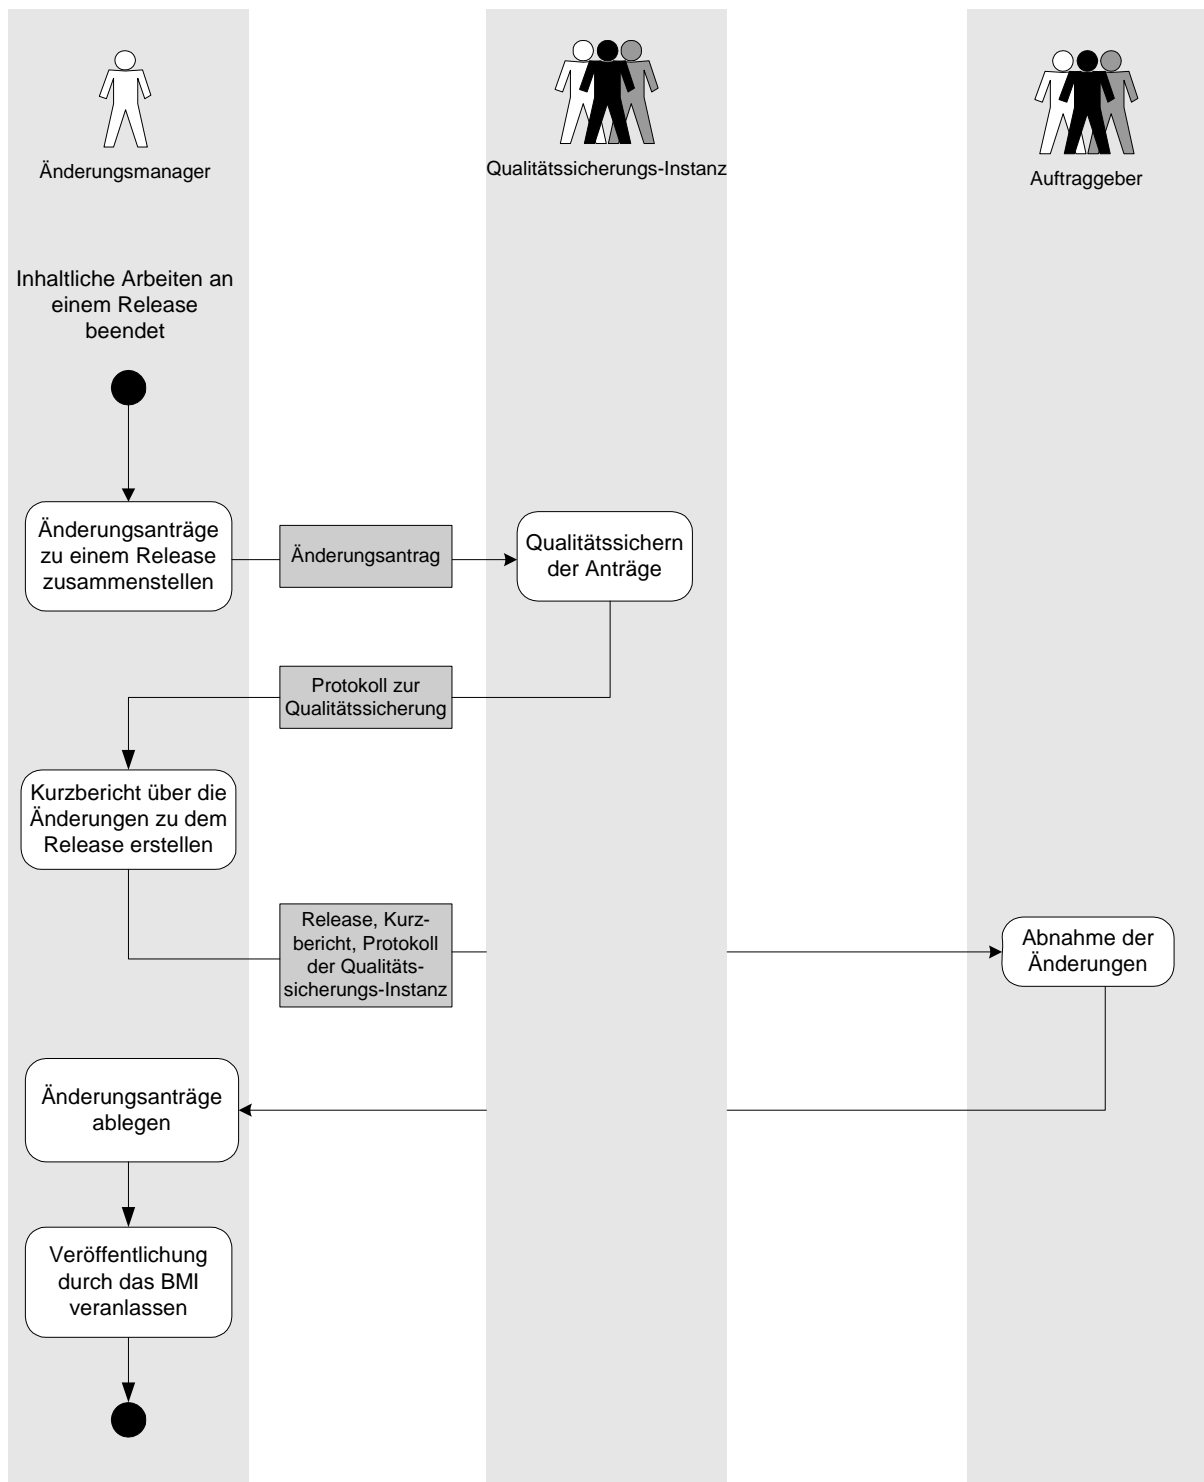 Änderungsmanager
Qualitätssicherungs-Instanz
Auftraggeber
Inhaltliche Arbeiten an
einem Release
beendet
Änderungsanträge
zu einem Release
zusammenstellen
Änderungsantrag
Qualitätssichern
der Anträge
Protokoll zur
Qualitätssicherung
Kurzbericht über die
Änderungen zu dem
Release erstellen
Release, Kurz-
bericht, Protokoll
der Qualitäts-
sicherungs-Instanz
Abnahme der
Änderungen
Änderungsanträge
ablegen
Veröffentlichung
durch das BMI
veranlassen